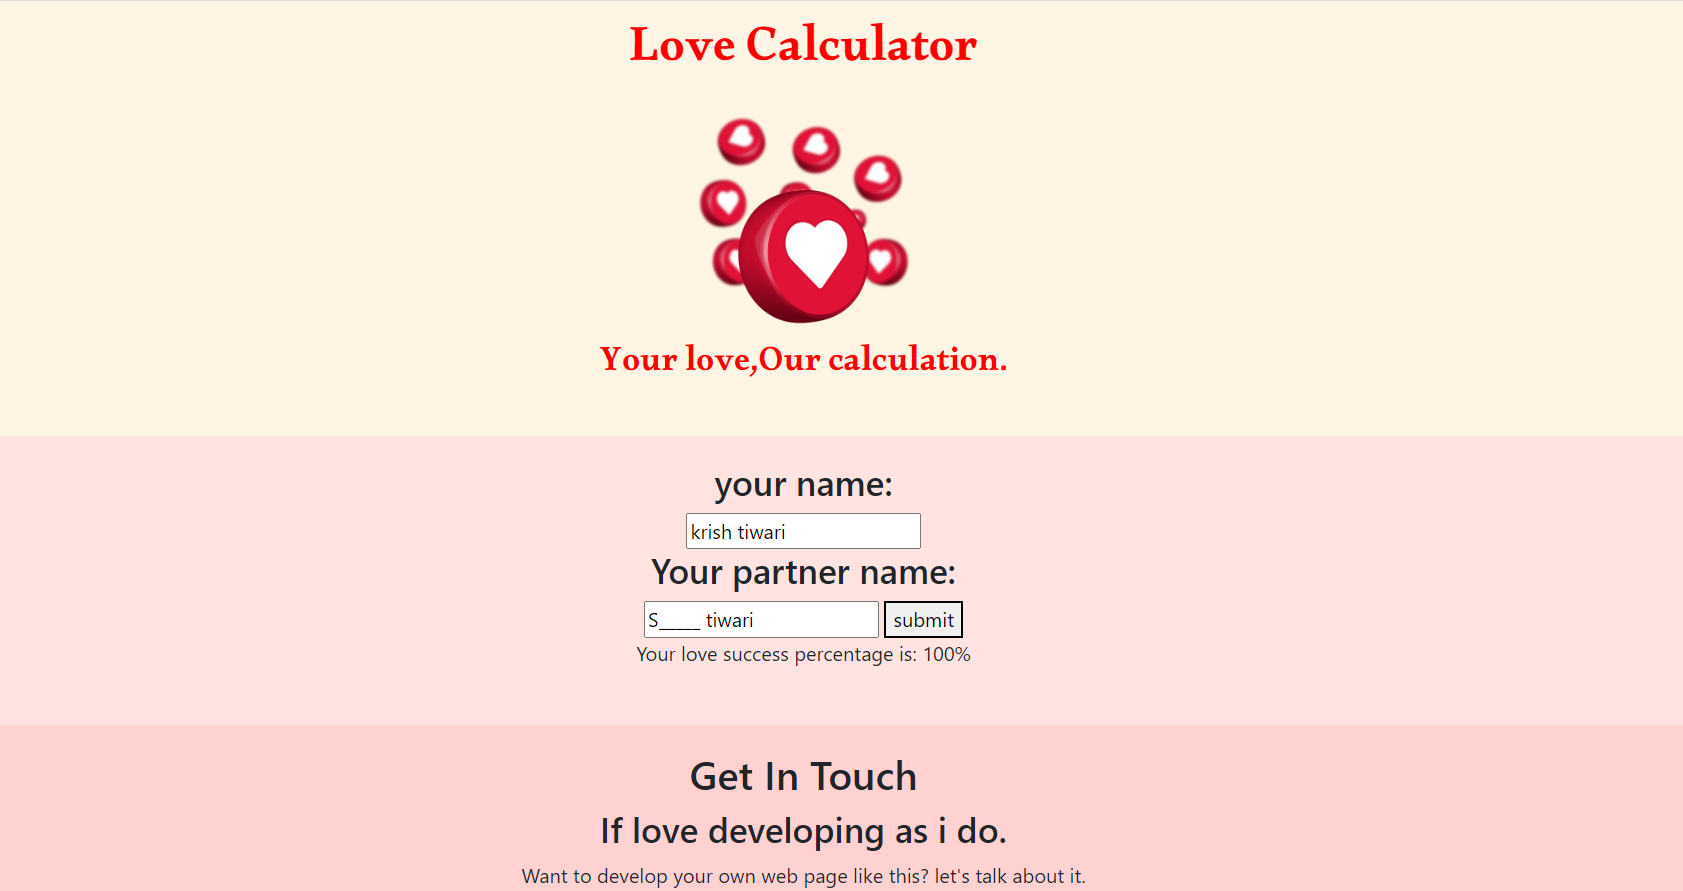 Love Calculator
Your love,Our calculation.
your name:
krish tiwari
Your partner name:
S_____ tiwari submit
Your love success percentage is: 100%
Get In Touch
If love developing as i do.
Want to develop your own web page like this? let's talk about it.